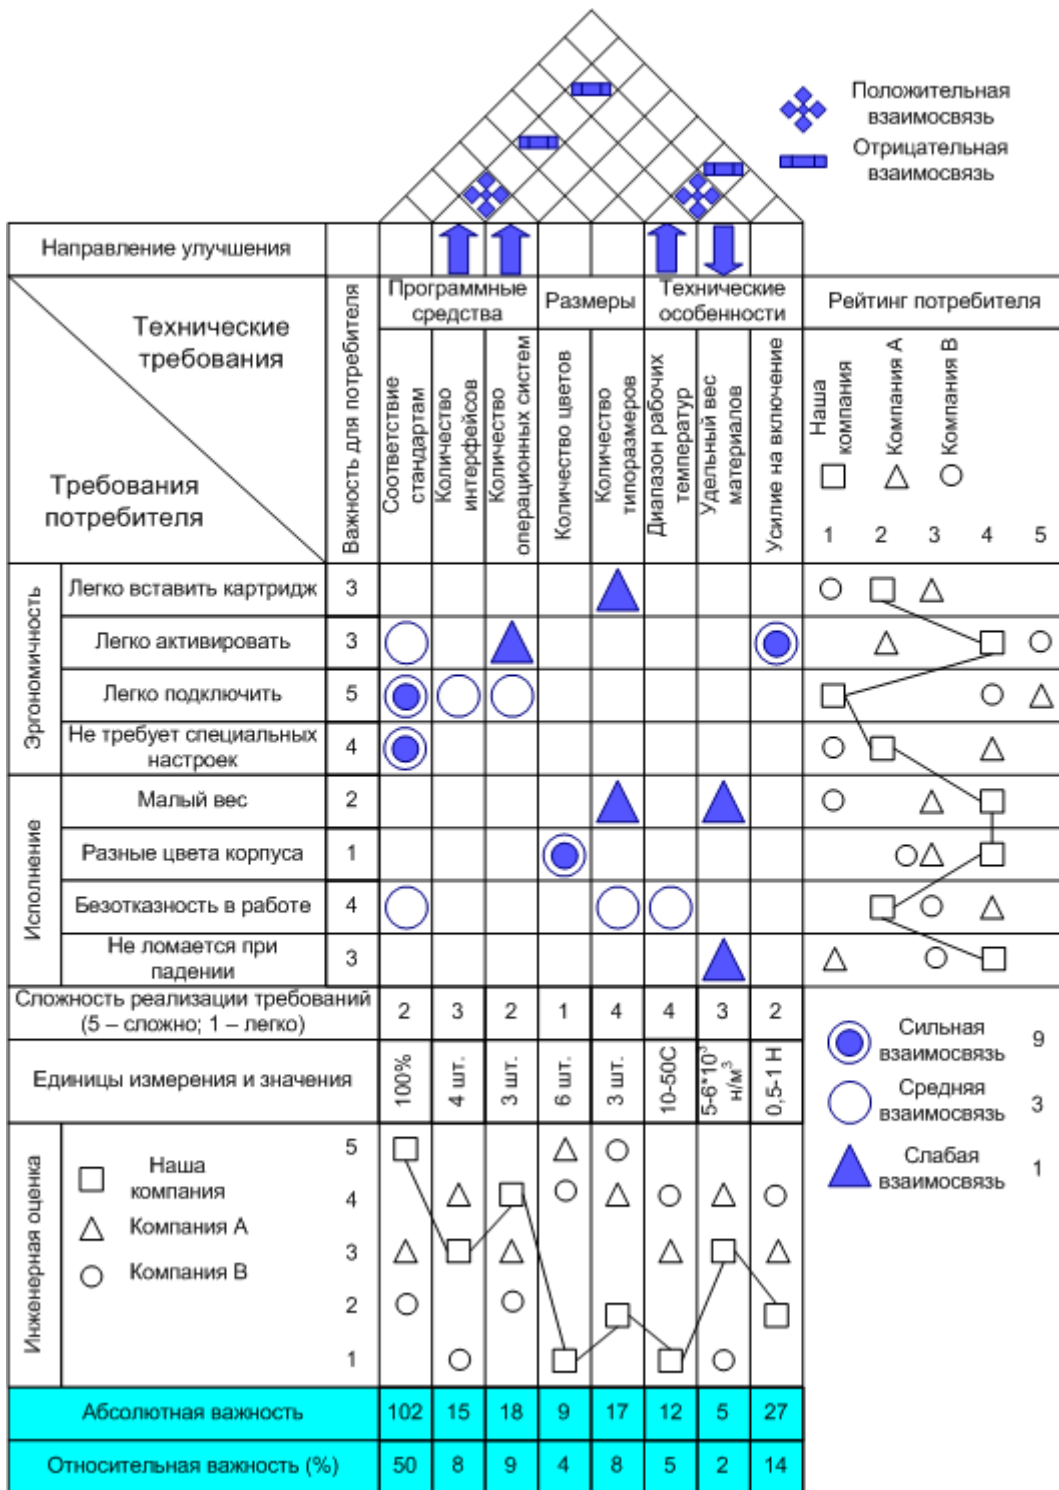 Положительная
взаимосвязь
Отрицательная
взаимосвязь
Направление улучшения
Технические
требования
Требования
потребителя
Важность для потребителя
Программные
средства
Размеры
Технические
особенности
Рейтинг потребителя
Соответствие
стандартам
Количество
интерфейсов
Количество
операционных систем
Количество цветов
Количество
типоразмеров
Диапазон рабочих
температур
Удельный вес
материалов
Усилие на включение
Наша
компания
Компания А
Компания В
1 2 3 4 5
Эргономичность
Легко вставить картридж 3
Легко активировать 3
Легко подключить 5
Не требует специальных
настроек 4
Исполнение
Малый вес 2
Разные цвета корпуса 1
Безотказность в работе 4
Не ломается при
падении 3
Сложность реализации требований
(5 – сложно; 1 – легко)
2 3 2 1 4 4 3 2
Единицы измерения и значения
100%
4 шт.
3 шт.
6 шт.
3 шт.
10-50С
5-6*10³
н/м³
0,5-1 Н
Сильная
взаимосвязь 9
Средняя
взаимосвязь 3
Слабая
взаимосвязь 1
Инженерная оценка
Наша
компания
Компания А
Компания В
5
4
3
2
1
Абсолютная важность 102 15 18 9 17 12 5 27
Относительная важность (%) 50 8 9 4 8 5 2 14